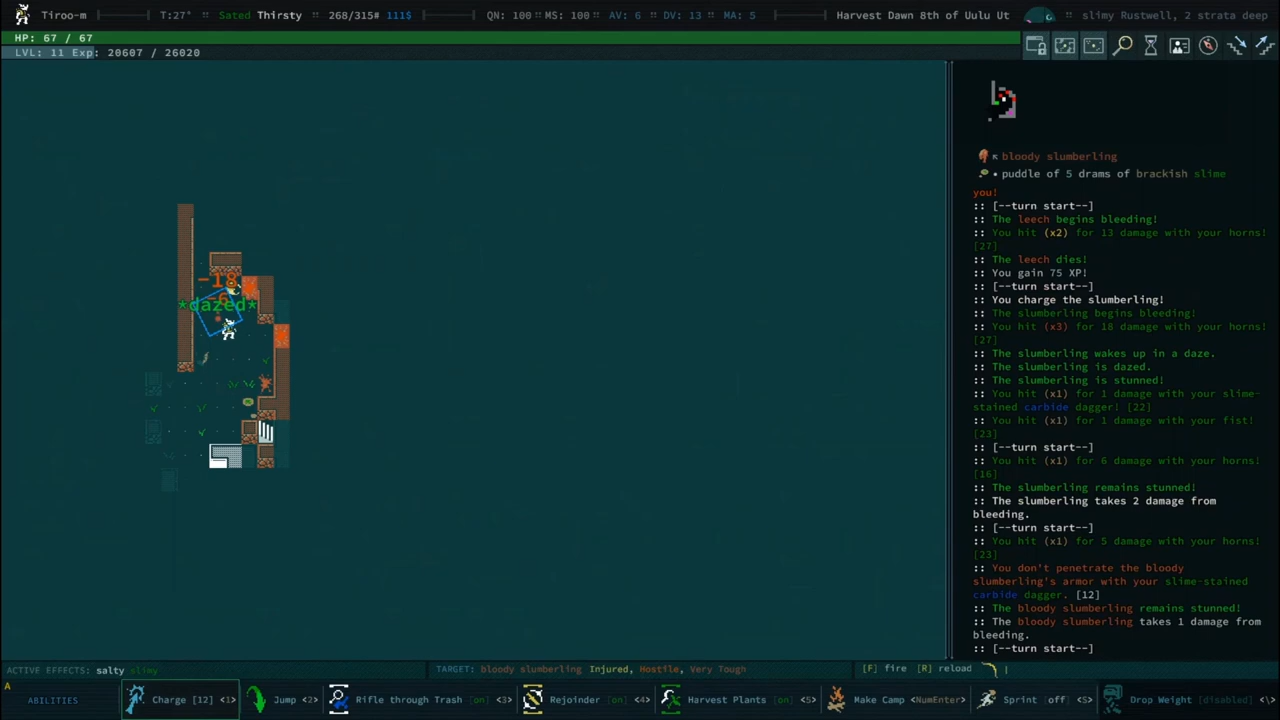 Tiroo-m T:27° :: Sated Thirsty :: 268/315# 111$ QN: 100 :: MS: 100 :: AV: 6 :: DV: 13 :: MA: 5 Harvest Dawn 8th of Uulu Ut :: slimy Rustwell, 2 strata deep
HP: 67 / 67
LVL: 11 Exp: 20607 / 26020
bloody slumberling
puddle of 5 drams of brackish slime
you!
:: [--turn start--]
:: The leech begins bleeding!
:: You hit (x2) for 13 damage with your horns!
[27]
:: The leech dies!
:: You gain 75 XP!
:: [--turn start--]
:: You charge the slumberling!
:: The slumberling begins bleeding!
:: You hit (x3) for 18 damage with your horns!
[27]
:: The slumberling wakes up in a daze.
:: The slumberling is dazed.
:: The slumberling is stunned!
:: You hit (x1) for 1 damage with your slime-
stained carbide dagger! [22]
:: You hit (x1) for 1 damage with your fist!
[23]
:: [--turn start--]
:: You hit (x1) for 6 damage with your horns!
[16]
:: The slumberling remains stunned!
:: The slumberling takes 2 damage from
bleeding.
:: [--turn start--]
:: You hit (x1) for 5 damage with your horns!
[23]
:: You don't penetrate the bloody
slumberling's armor with your slime-stained
carbide dagger. [12]
:: The bloody slumberling remains stunned!
:: The bloody slumberling takes 1 damage from
bleeding.
:: [--turn start--]
-18
-6
*dazed*
ACTIVE EFFECTS: salty slimy TARGET: bloody slumberling Injured, Hostile, Very Tough [F] fire [R] reload
A
ABILITIES Charge [12] <1> Jump <2> Rifle through Trash [on] <3> Rejoinder [on] <4> Harvest Plants [on] <5> Make Camp <NumEnter> Sprint [off] <S> Drop Weight [disabled] <\>